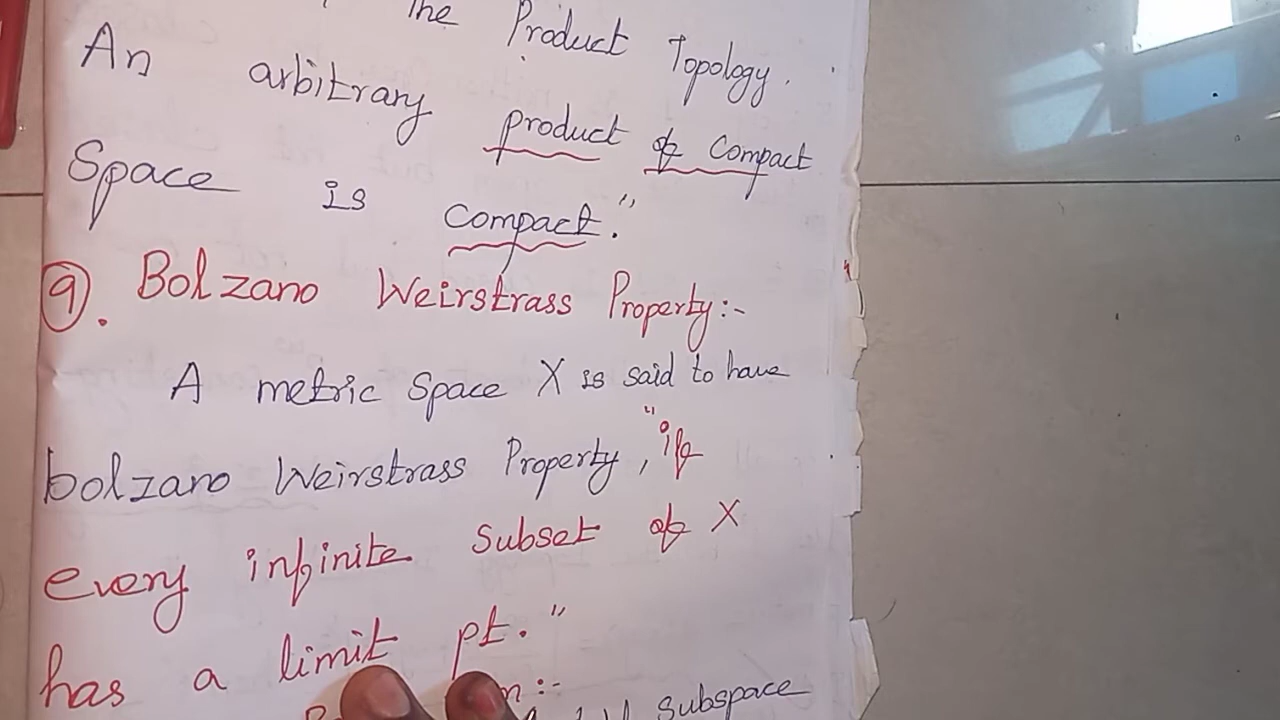 The Product Topology.
An arbitrary product of Compact
Space is Compact."
9. Bolzano Weirstrass Property:-
A metric Space X is said to have
bolzano Weirstrass Property, "if
every infinite Subset of X
has a limit pt."
Subspace